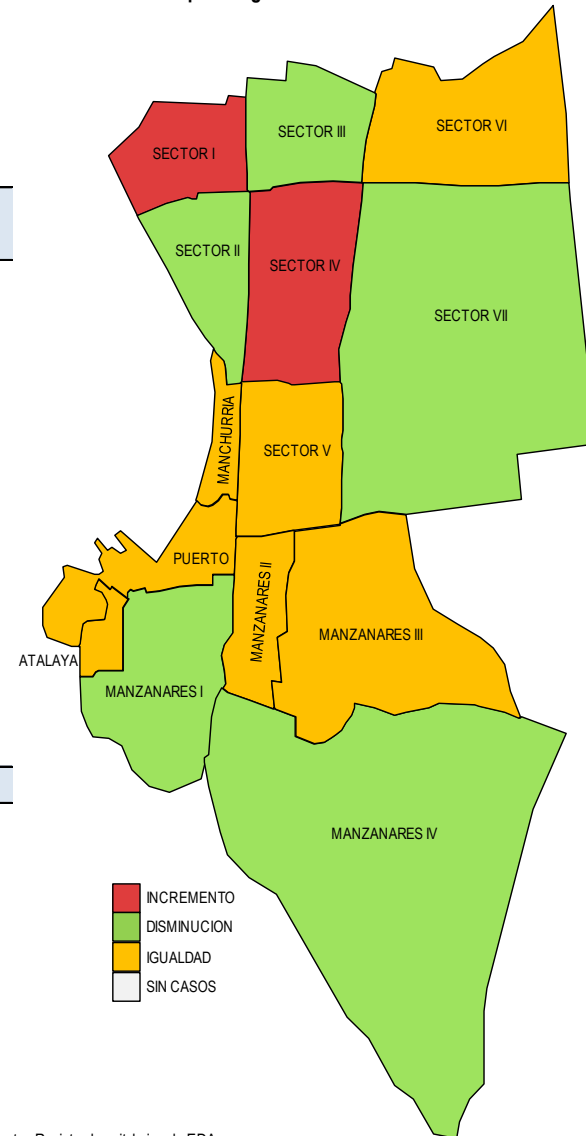 SECTOR III
SECTOR VI
SECTOR I
SECTOR II
SECTOR IV
SECTOR VII
MANCHURRIA
SECTOR V
PUERTO
MANZANARES II
MANZANARES III
ATALAYA
MANZANARES I
MANZANARES IV
INCREMENTO
DISMINUCION
IGUALDAD
SIN CASOS